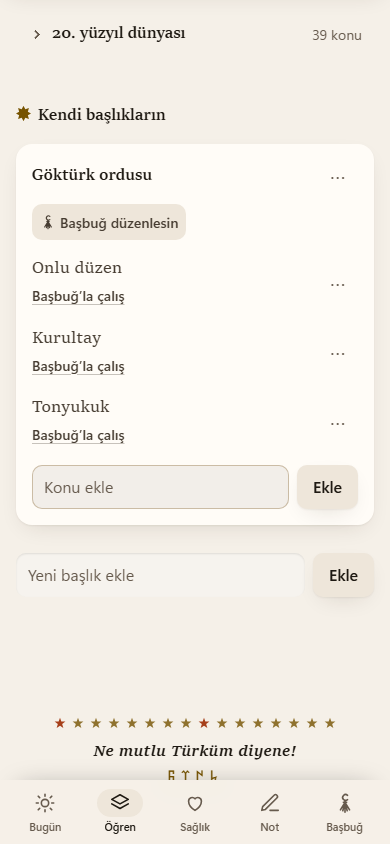 20. yüzyıl dünyası
39 konu
Kendi başlıkların
Göktürk ordusu
...
Başbuğ düzenlesin
Onlu düzen
Başbuğ'la çalış
...
Kurultay
Başbuğ'la çalış
...
Tonyukuk
Başbuğ'la çalış
...
Konu ekle
Ekle
Yeni başlık ekle
Ekle
Ne mutlu Türküm diyene!
Bugün
Öğren
Sağlık
Not
Başbuğ